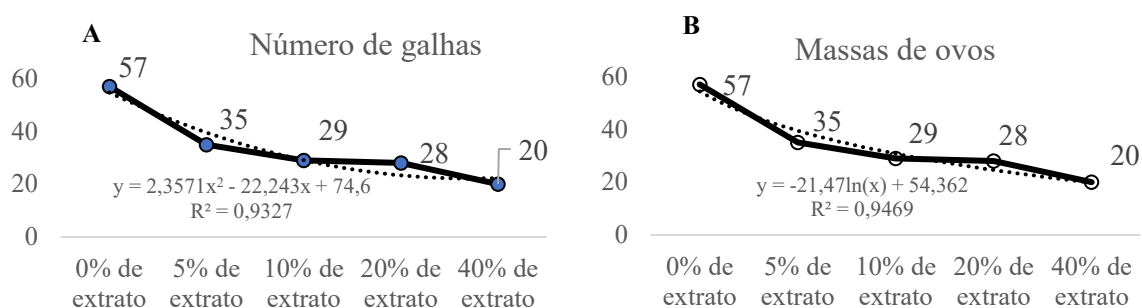 A
Número de galhas
60
40
20
0
57
35
29
28
20
y = 2,3571x² - 22,243x + 74,6
R² = 0,9327
0% de extrato
5% de extrato
10% de extrato
20% de extrato
40% de extrato
B
Massas de ovos
60
40
20
0
57
35
29
28
20
y = -21,47ln(x) + 54,362
R² = 0,9469
0% de extrato
5% de extrato
10% de extrato
20% de extrato
40% de extrato